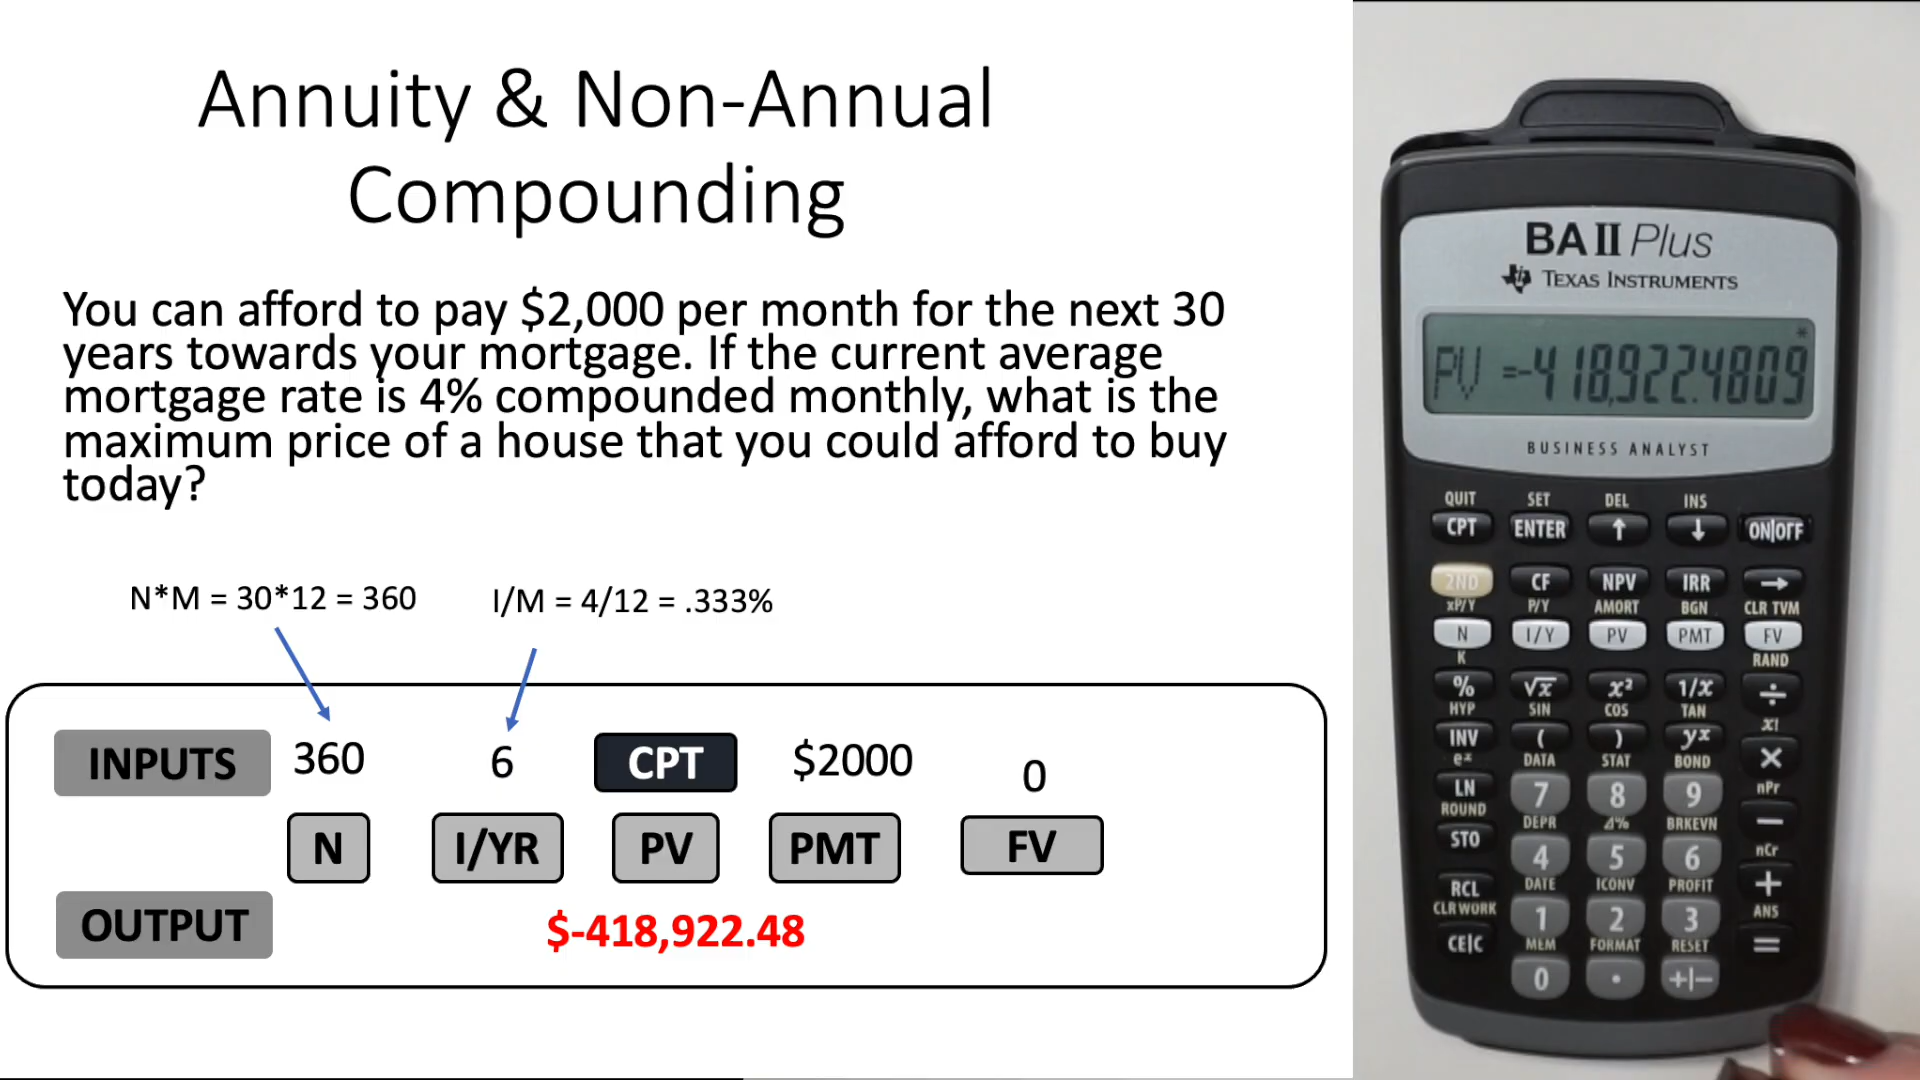 Annuity & Non-Annual
Compounding
You can afford to pay $2,000 per month for the next 30
years towards your mortgage. If the current average
mortgage rate is 4% compounded monthly, what is the
maximum price of a house that you could afford to buy
today?
N*M = 30*12 = 360
I/M = 4/12 = .333%
INPUTS 360 6 CPT $2000 0
N I/YR PV PMT FV
OUTPUT $-418,922.48
BA II Plus
TEXAS INSTRUMENTS
*
PV =-418,922.4809
BUSINESS ANALYST
QUIT SET DEL INS
CPT ENTER ↑ ↓ ON|OFF
2ND CF NPV IRR →
xP/Y P/Y AMORT BGN CLR TVM
N I/Y PV PMT FV
K RAND
% √x x² 1/x ÷
HYP SIN COS TAN x!
INV ( ) yˣ ×
eˣ DATA STAT BOND nPr
LN 7 8 9 −
ROUND DEPR Δ% BRKEVN nCr
STO 4 5 6 +
DATE ICONV PROFIT ANS
RCL 1 2 3 =
CLR WORK MEM FORMAT RESET
CE|C 0 . +|−